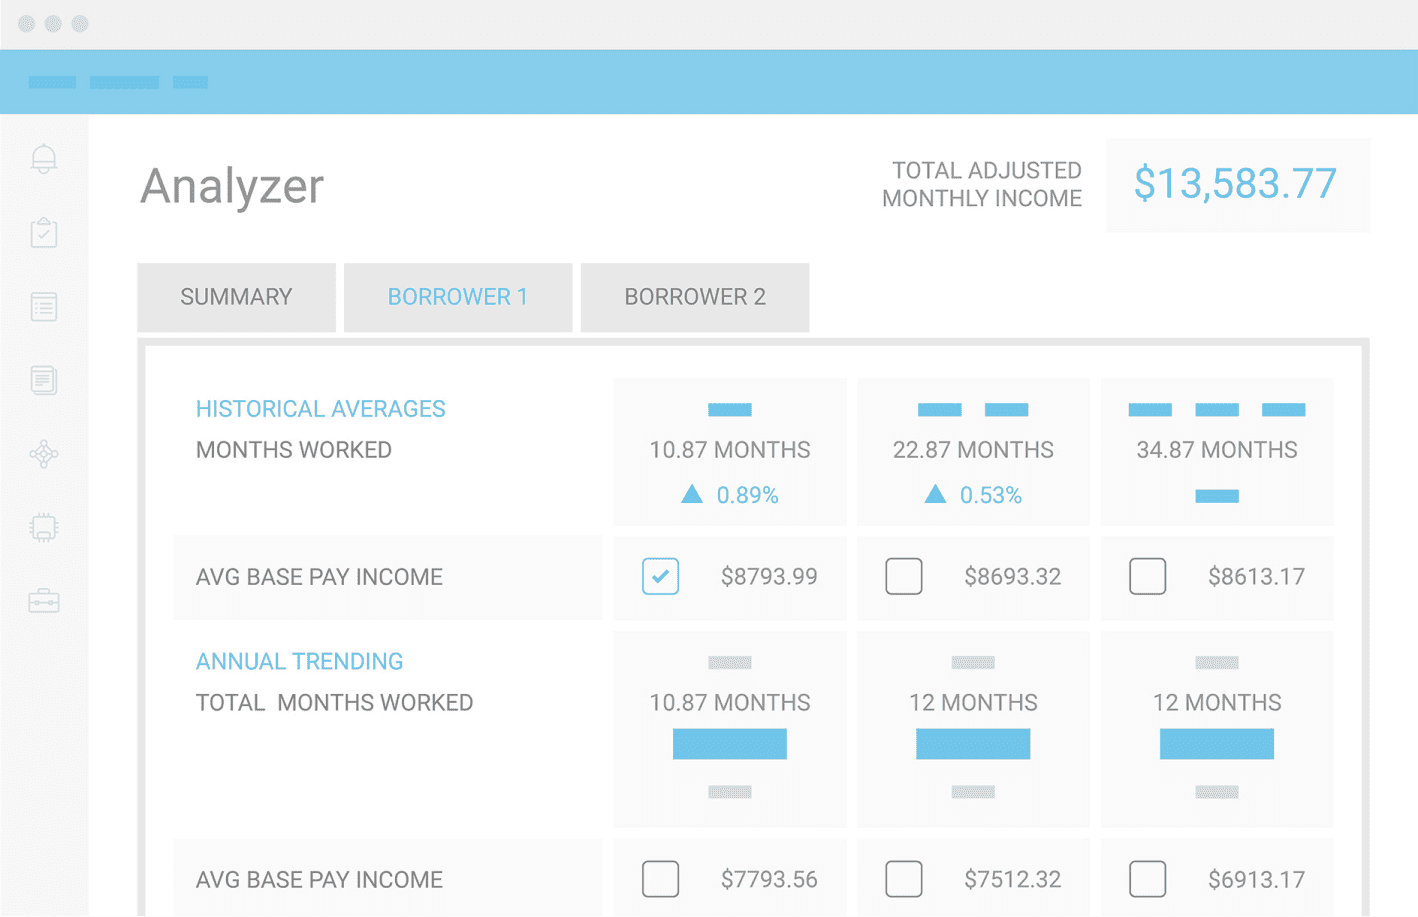 Analyzer
TOTAL ADJUSTED
MONTHLY INCOME
$13,583.77
SUMMARY
BORROWER 1
BORROWER 2
HISTORICAL AVERAGES
MONTHS WORKED
10.87 MONTHS
22.87 MONTHS
34.87 MONTHS
0.89%
0.53%
AVG BASE PAY INCOME
$8793.99
$8693.32
$8613.17
ANNUAL TRENDING
TOTAL MONTHS WORKED
10.87 MONTHS
12 MONTHS
12 MONTHS
AVG BASE PAY INCOME
$7793.56
$7512.32
$6913.17